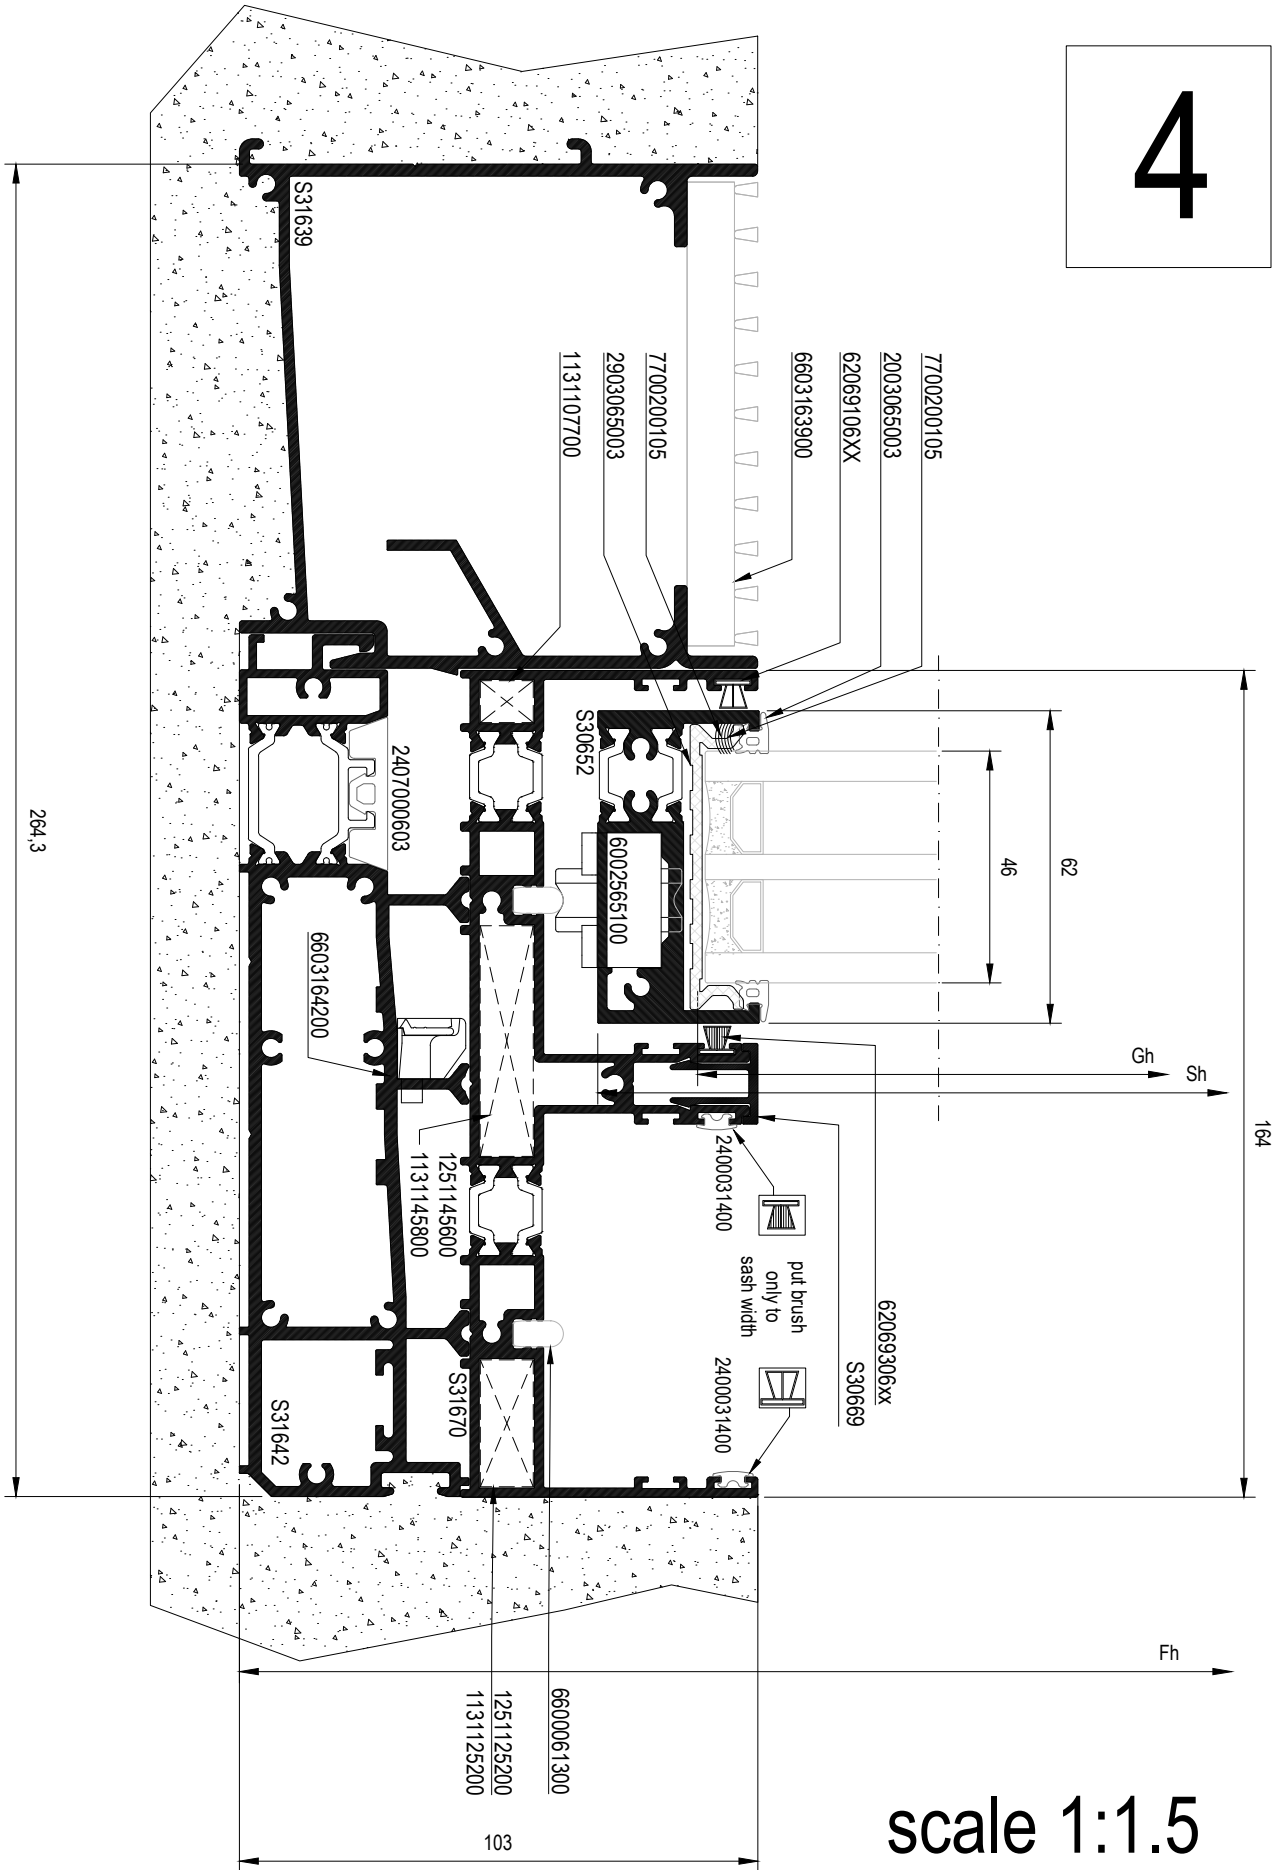 4
S31639
7700200105
2003065003
62069106XX
6603163900
7700200105
2903065003
1131107700
S30652
2407000603
6002565100
6603164200
264,3
46
62
164
Gh
Sh
1251145600
1131145800
2400031400
put brush
only to
sash width
62069306xx
S30669
2400031400
S31670
S31642
Fh
6600061300
1251125200
1131125200
103
scale 1:1.5